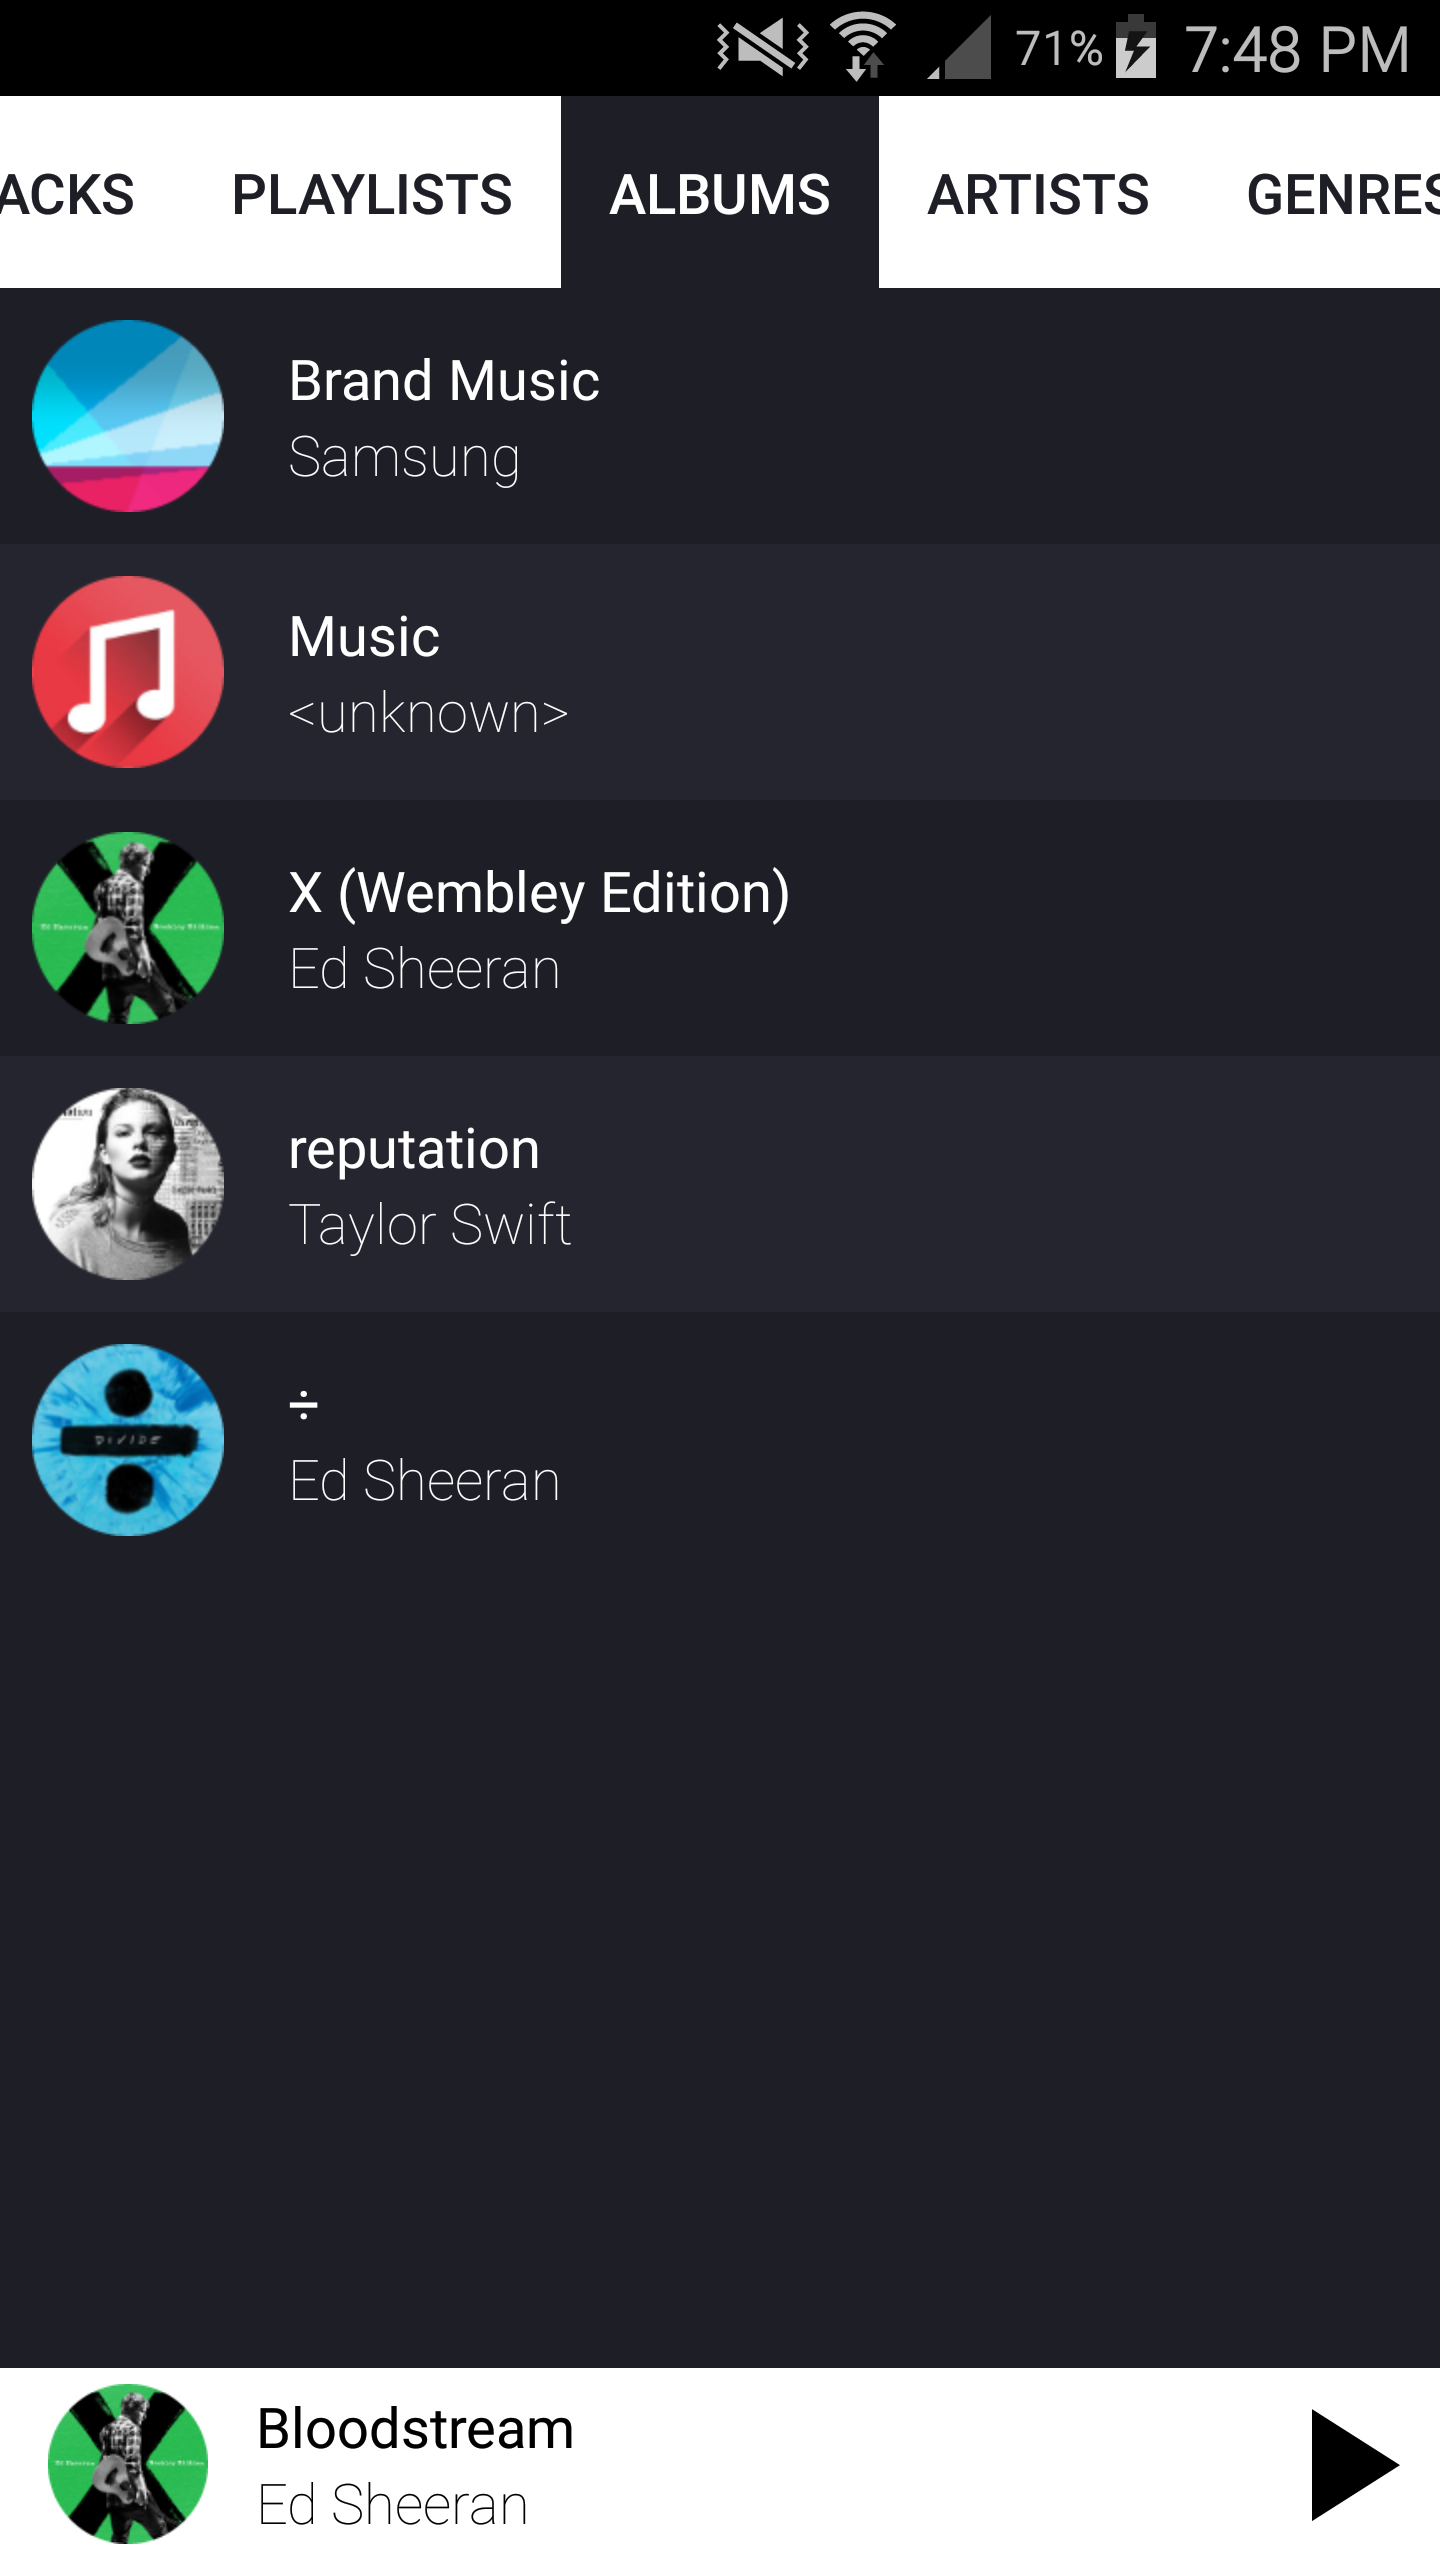 71% 7:48 PM
ACKS PLAYLISTS ALBUMS ARTISTS GENRES
Brand Music
Samsung
Music
<unknown>
X (Wembley Edition)
Ed Sheeran
reputation
Taylor Swift
DIVIDE
÷
Ed Sheeran
Bloodstream
Ed Sheeran